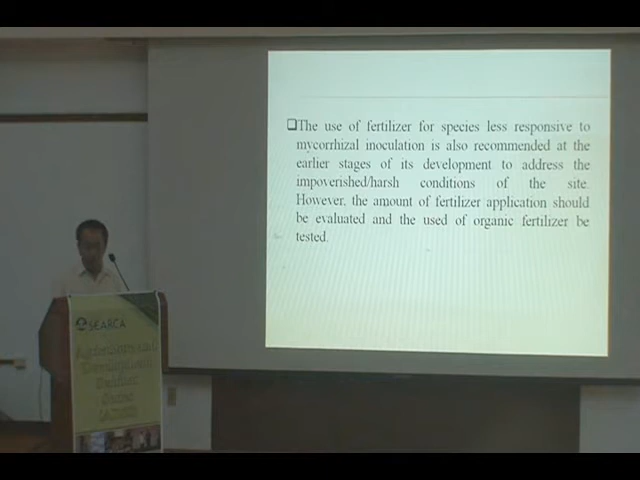 ❑The use of fertilizer for species less responsive to
mycorrhizal inoculation is also recommended at the
earlier stages of its development to address the
impoverished/harsh conditions of the site.
However, the amount of fertilizer application should
be evaluated and the used of organic fertilizer be
tested.
SEARCA